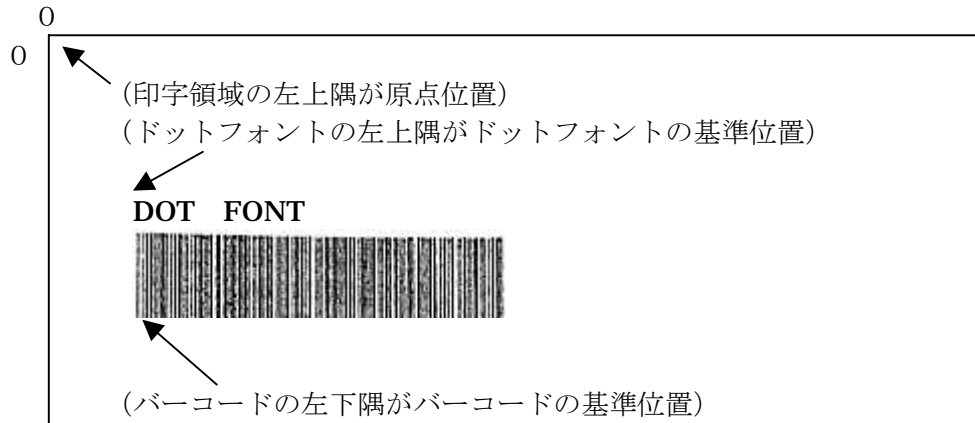 0
0
(印字領域の左上隅が原点位置)
(ドットフォントの左上隅がドットフォントの基準位置)
DOT FONT
(バーコードの左下隅がバーコードの基準位置)